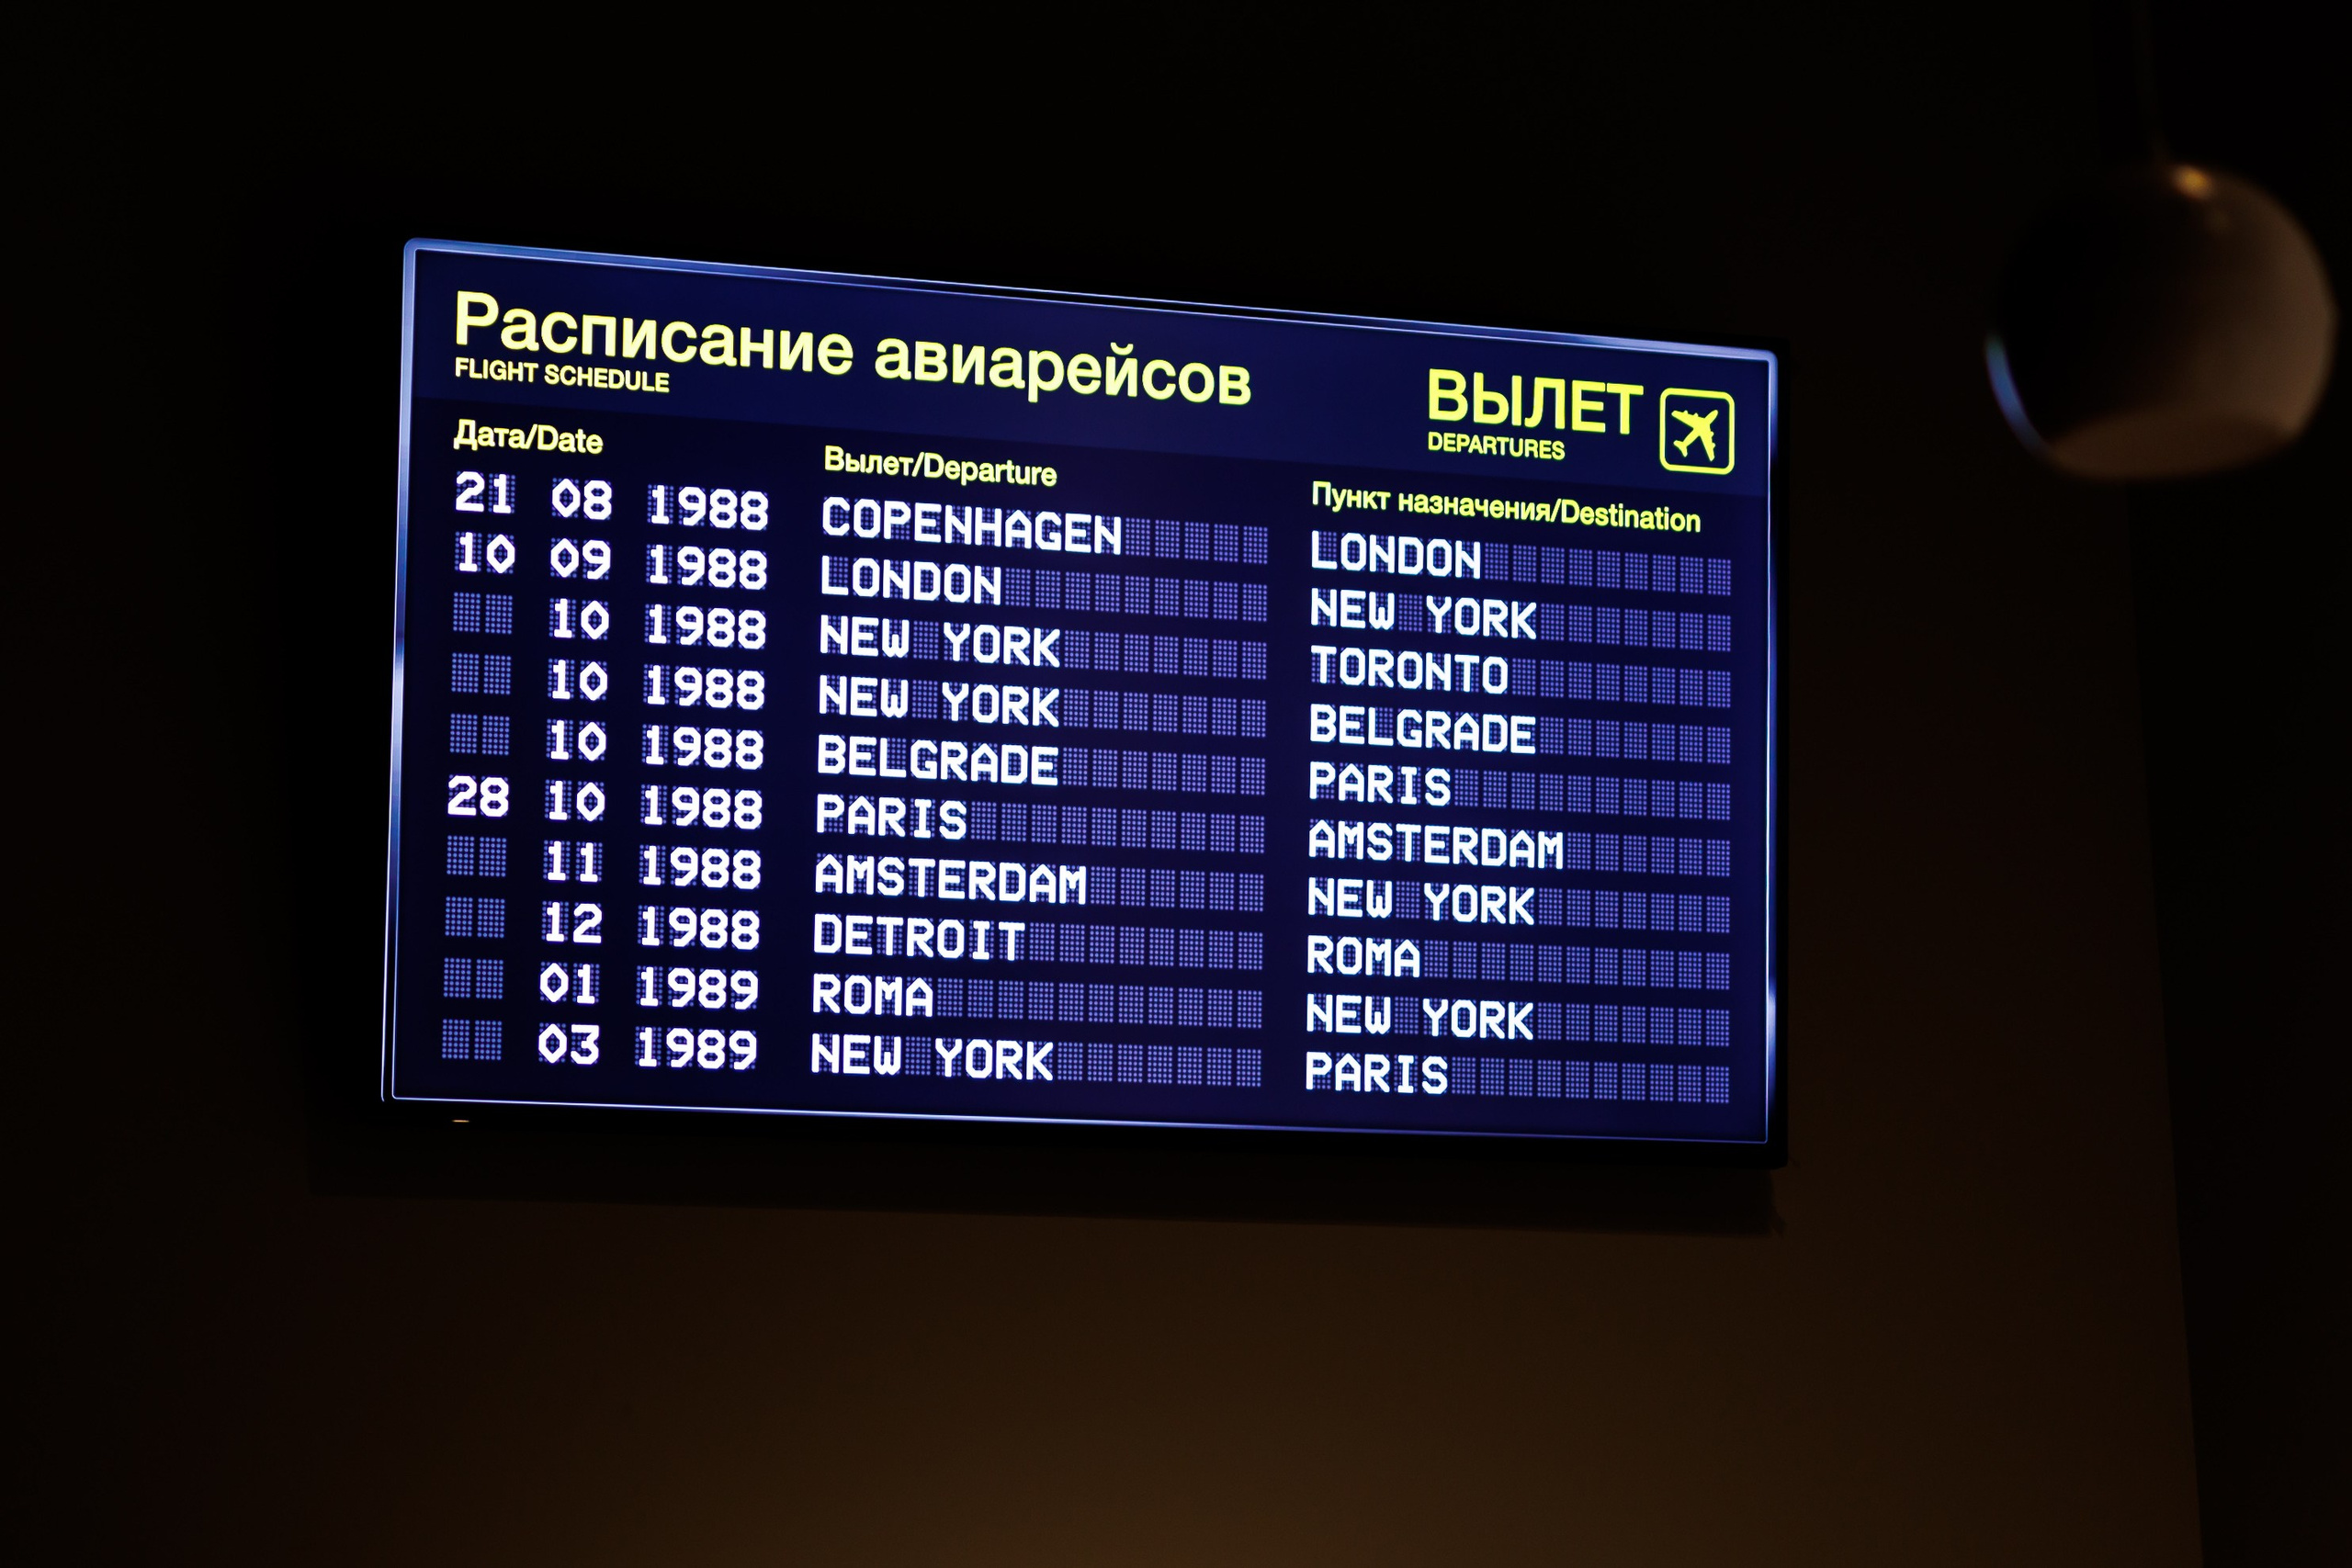 Расписание авиарейсов
FLIGHT SCHEDULE
ВЫЛЕТ
DEPARTURES
Дата/Date Вылет/Departure Пункт назначения/Destination
21 08 1988 COPENHAGEN LONDON
10 09 1988 LONDON NEW YORK
10 1988 NEW YORK TORONTO
10 1988 NEW YORK BELGRADE
10 1988 BELGRADE PARIS
28 10 1988 PARIS AMSTERDAM
11 1988 AMSTERDAM NEW YORK
12 1988 DETROIT ROMA
01 1989 ROMA NEW YORK
03 1989 NEW YORK PARIS